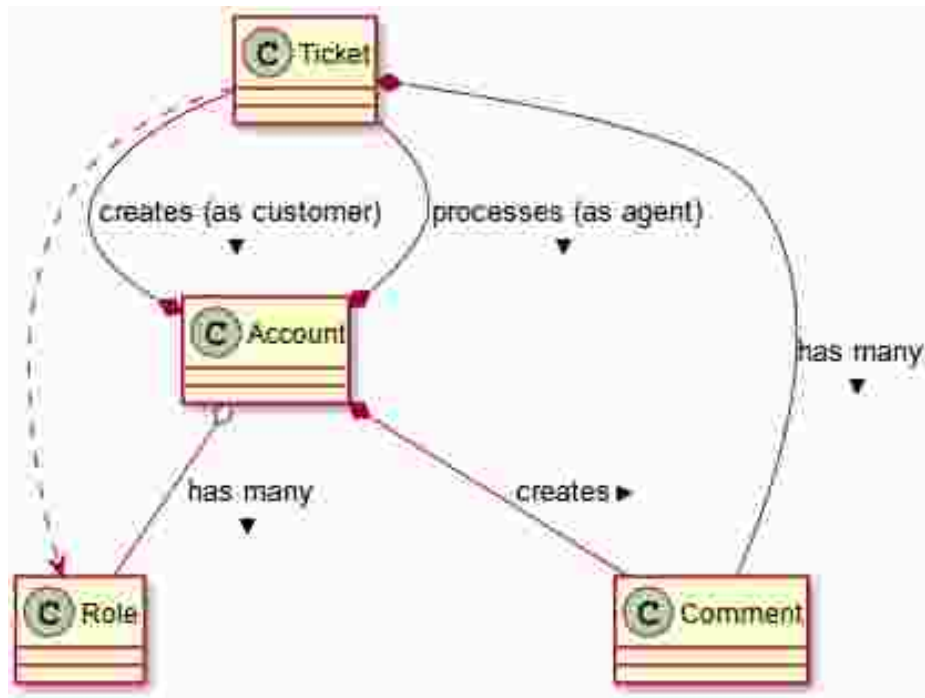 C Ticket
creates (as customer)
▼
processes (as agent)
▼
C Account
has many
▼
has many
▼
creates ►
C Role
C Comment